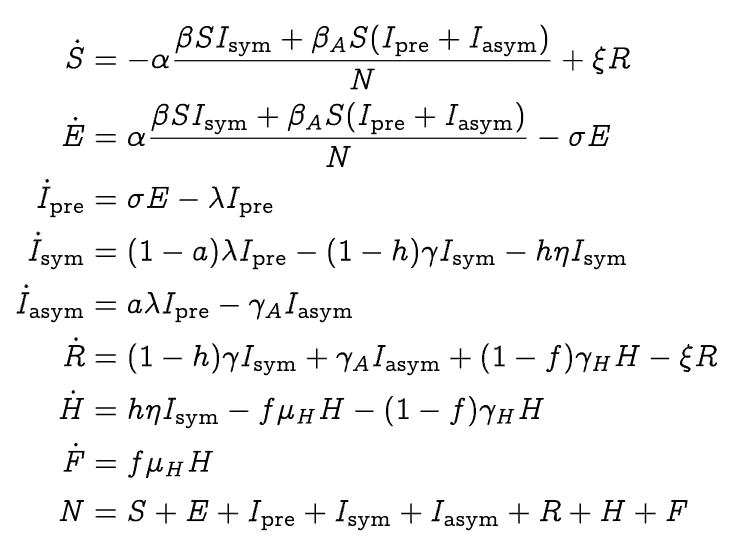 Ṡ = −α (βSI_sym + β_A S(I_pre + I_asym)) / N + ξR
Ė = α (βSI_sym + β_A S(I_pre + I_asym)) / N − σE
İ_pre = σE − λI_pre
İ_sym = (1 − a)λI_pre − (1 − h)γI_sym − hηI_sym
İ_asym = aλI_pre − γ_A I_asym
Ṙ = (1 − h)γI_sym + γ_A I_asym + (1 − f)γ_H H − ξR
Ḣ = hηI_sym − fμ_H H − (1 − f)γ_H H
Ḟ = fμ_H H
N = S + E + I_pre + I_sym + I_asym + R + H + F